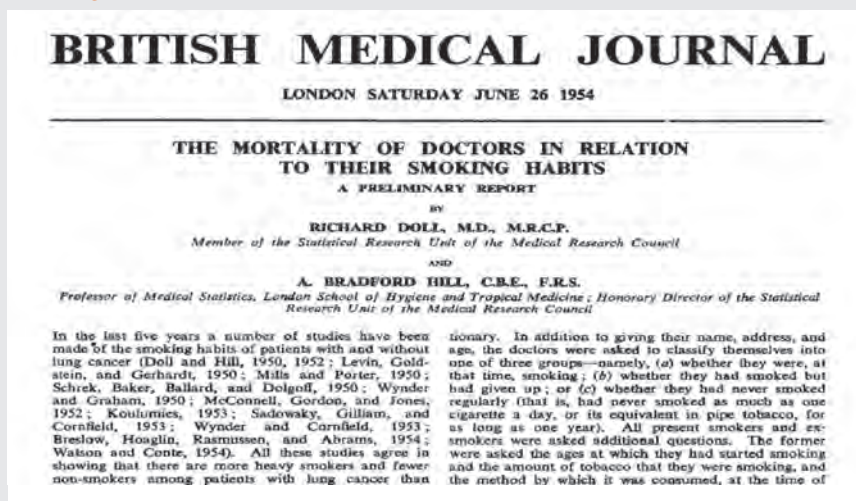 BRITISH MEDICAL JOURNAL
LONDON SATURDAY JUNE 26 1954
THE MORTALITY OF DOCTORS IN RELATION
TO THEIR SMOKING HABITS
A PRELIMINARY REPORT
BY
RICHARD DOLL, M.D., M.R.C.P.
Member of the Statistical Research Unit of the Medical Research Council
AND
A. BRADFORD HILL, C.B.E., F.R.S.
Professor of Medical Statistics, London School of Hygiene and Tropical Medicine; Honorary Director of the Statistical
Research Unit of the Medical Research Council
In the last five years a number of studies have been
made of the smoking habits of patients with and without
lung cancer (Doll and Hill, 1950, 1952; Levin, Gold-
stein, and Gerhardt, 1950; Mills and Porter, 1950;
Schrek, Baker, Ballard, and Dolgoff, 1950; Wynder
and Graham, 1950; McConnell, Gordon, and Jones,
1952; Koulumies, 1953; Sadowsky, Gilliam, and
Cornfield, 1953; Wynder and Cornfield, 1953;
Breslow, Hoaglin, Rasmussen, and Abrams, 1954;
Watson and Conte, 1954). All these studies agree in
showing that there are more heavy smokers and fewer
non-smokers among patients with lung cancer than
tionary. In addition to giving their name, address, and
age, the doctors were asked to classify themselves into
one of three groups—namely, (a) whether they were, at
that time, smoking; (b) whether they had smoked but
had given up; or (c) whether they had never smoked
regularly (that is, had never smoked as much as one
cigarette a day, or its equivalent in pipe tobacco, for
as long as one year). All present smokers and ex-
smokers were asked additional questions. The former
were asked the ages at which they had started smoking
and the amount of tobacco that they were smoking, and
the method by which it was consumed, at the time of